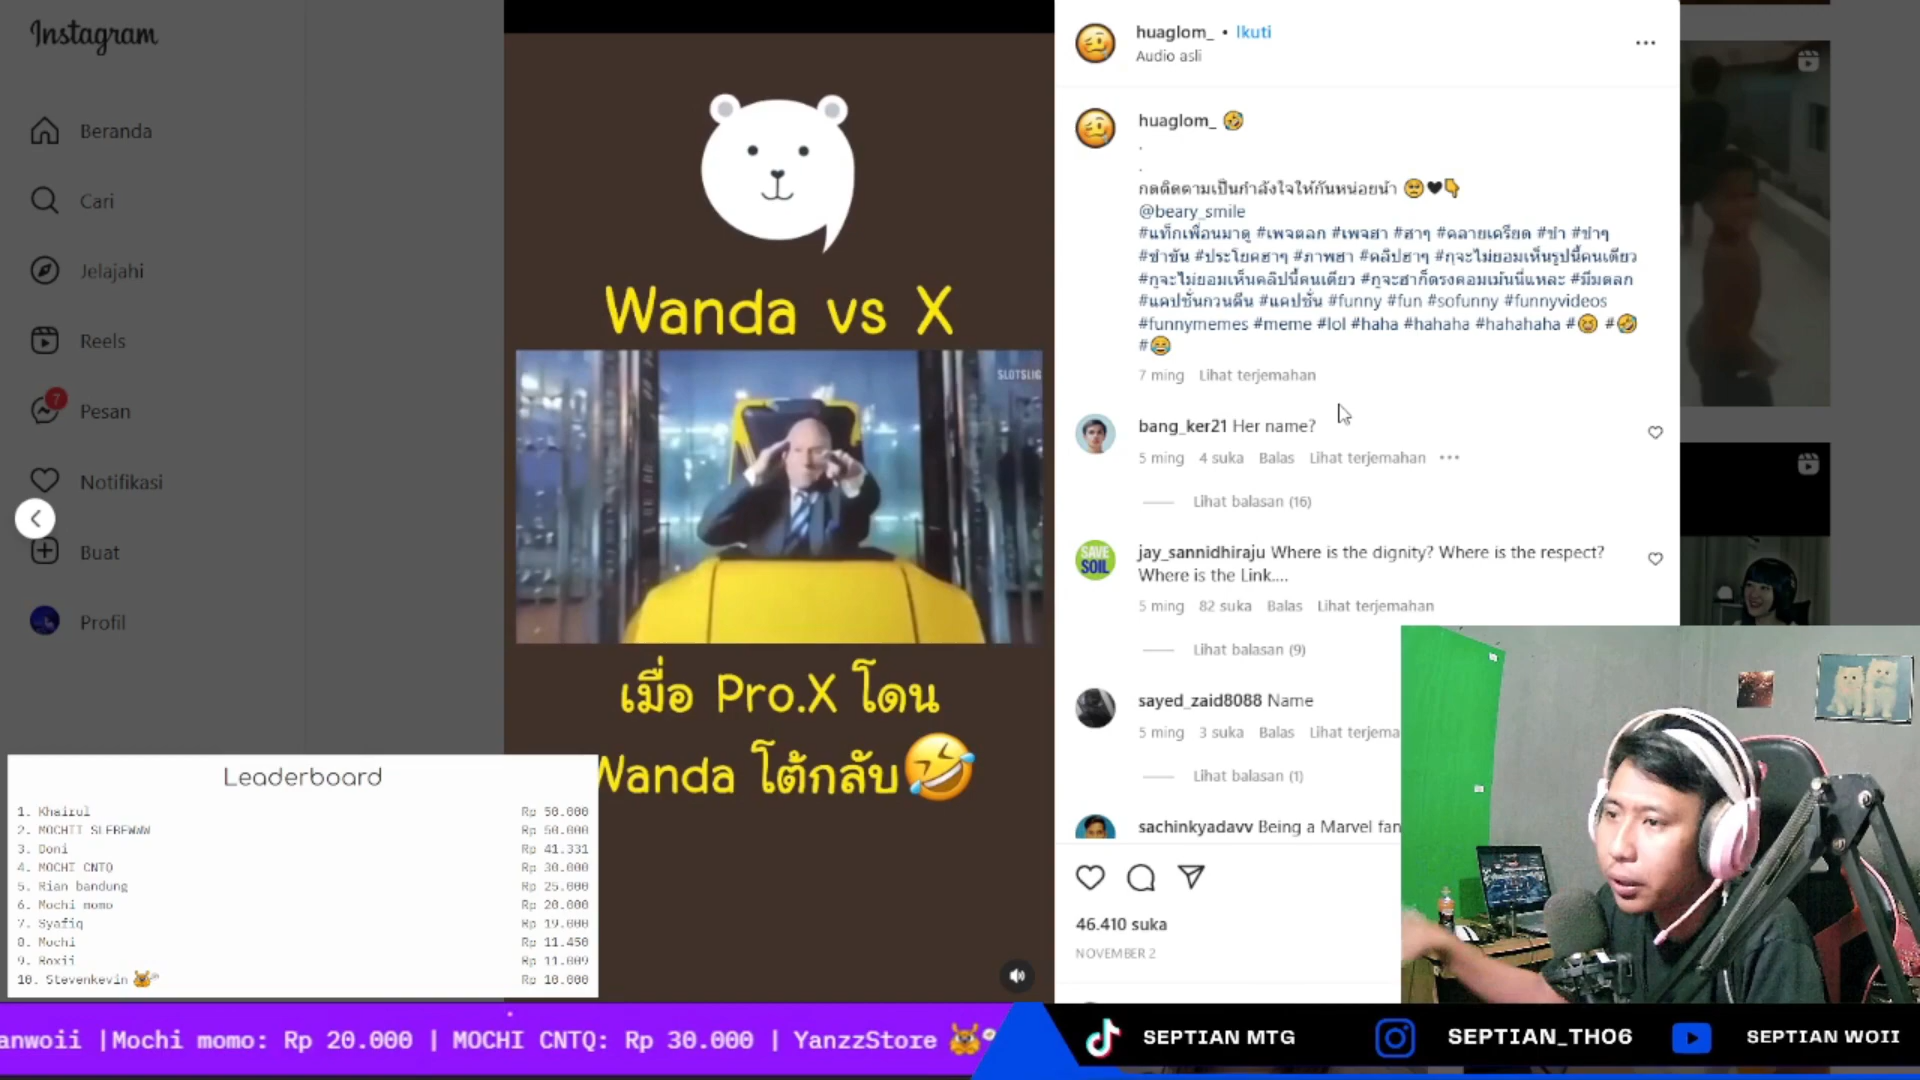 Instagram
Beranda
Cari
Jelajahi
Reels
7
Pesan
Notifikasi
Buat
Profil
Wanda vs X
SLOTSLIG
เมื่อ Pro.X โดน
Wanda โต้กลับ🤣
huaglom_ • Ikuti
Audio asli
huaglom_ 🤣
.
.
กดติดตามเป็นกำลังใจให้กันหน่อยน้า 🥺🖤👇
@beary_smile
#แท็กเพื่อนมาดู #เพจตลก #เพจฮา #ฮาๆ #คลายเครียด #ขำ #ขำๆ
#ขำขัน #ประโยคฮาๆ #ภาพฮา #คลิปฮาๆ #กูจะไม่ยอมเห็นรูปนี้คนเดียว
#กูจะไม่ยอมเห็นคลิปนี้คนเดียว #กูจะฮาก็ตรงคอมเม้นนี่แหละ #มีมตลก
#แคปชั่นกวนตีน #แคปชั่น #funny #fun #sofunny #funnyvideos
#funnymemes #meme #lol #haha #hahaha #hahahaha #😆 #🤣
#😂
7 ming Lihat terjemahan
bang_ker21 Her name?
5 ming 4 suka Balas Lihat terjemahan •••
Lihat balasan (16)
SAVE
SOIL
jay_sannidhiraju Where is the dignity? Where is the respect?
Where is the Link....
5 ming 82 suka Balas Lihat terjemahan
Lihat balasan (9)
sayed_zaid8088 Name
5 ming 3 suka Balas Lihat terjema
Lihat balasan (1)
sachinkyadavv Being a Marvel fan
46.410 suka
NOVEMBER 2
Leaderboard
1. Khairul Rp 50.000
2. MOCHII SLEBEWWW Rp 50.000
3. Doni Rp 41.331
4. MOCHI CNTQ Rp 30.000
5. Rian bandung Rp 25.000
6. Mochi momo Rp 20.000
7. Syafiq Rp 19.000
8. Mochi Rp 11.450
9. Roxii Rp 11.009
10. Stevenkevin Rp 10.000
anwoii |Mochi momo: Rp 20.000 | MOCHI CNTQ: Rp 30.000 | YanzzStore
SEPTIAN MTG
SEPTIAN_TH06
SEPTIAN WOII